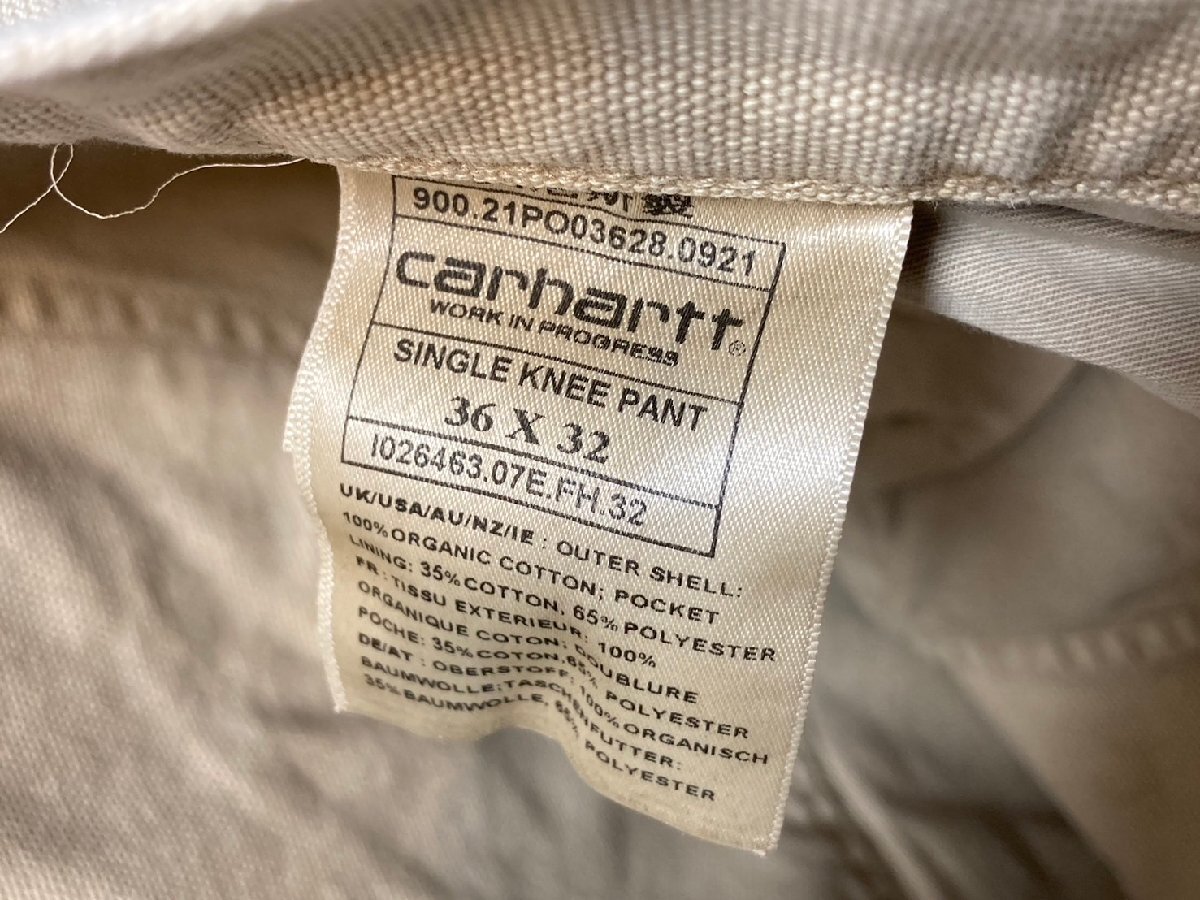 900.21PO03628.0921
carhartt®
WORK IN PROGRESS
SINGLE KNEE PANT
36 X 32
I026463.07E.FH.32
UK/USA/AU/NZ/IE : OUTER SHELL:
100%ORGANIC COTTON; POCKET
LINING: 35%COTTON, 65%POLYESTER
FR : TISSU EXTERIEUR: 100%
ORGANIQUE COTON; DOUBLURE
POCHE: 35%COTON,65% POLYESTER
DE/AT : OBERSTOFF: 100%ORGANISCH
BAUMWOLLE;TASCHENFUTTER:
35%BAUMWOLLE, 65% POLYESTER